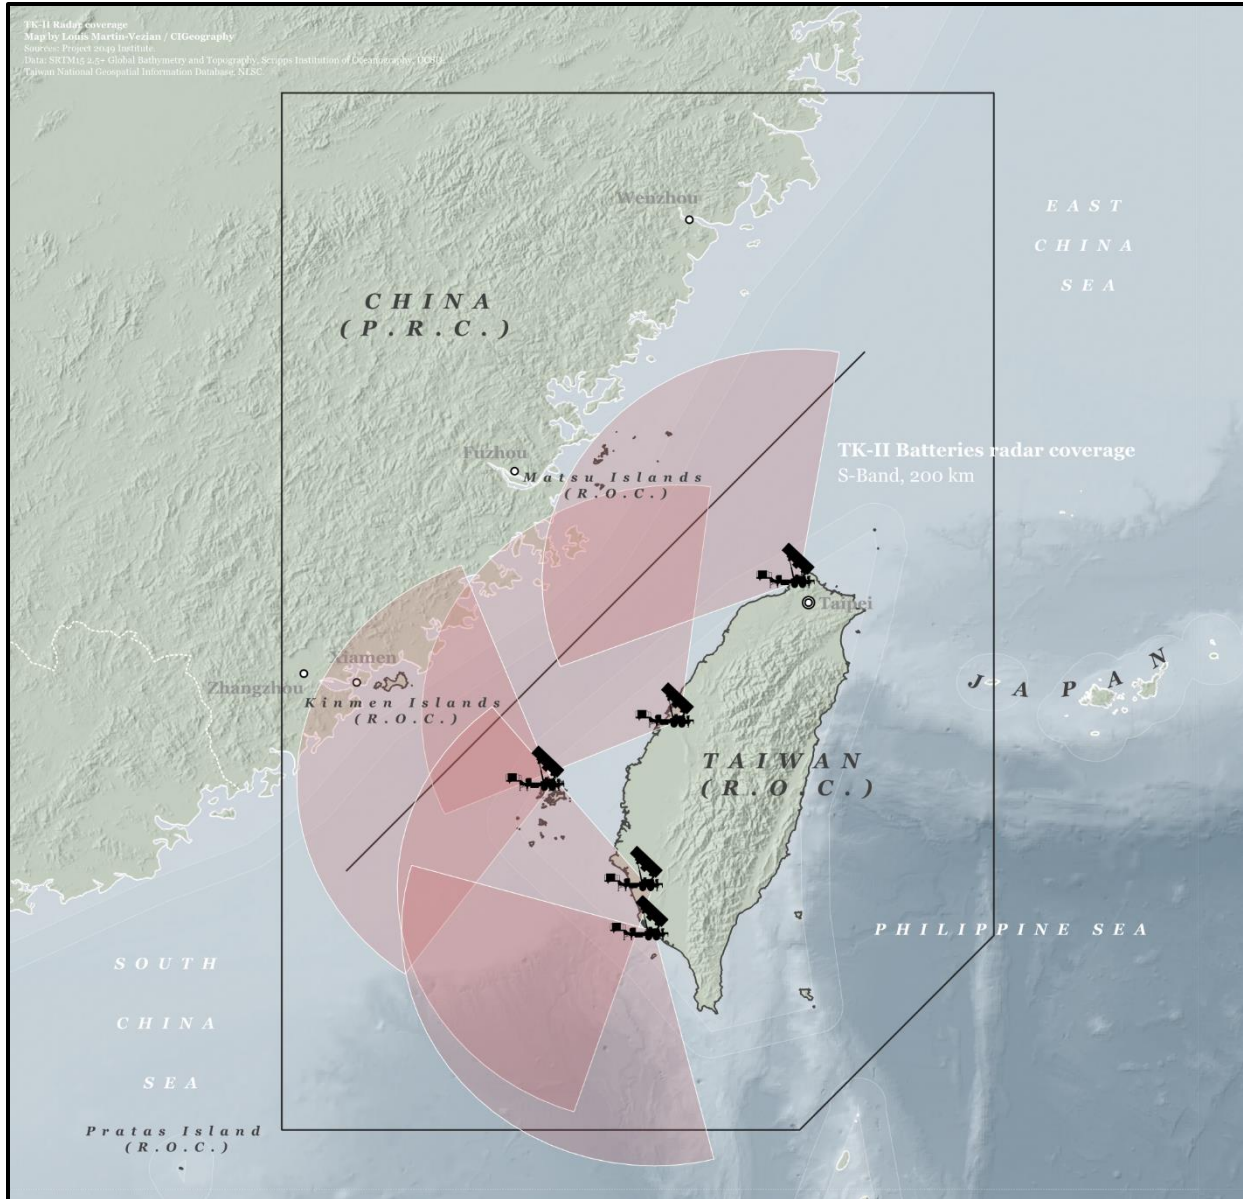 TK-II Radar coverage
Map by Louis Martin-Vezian / CIGeography
Sources: Project 2049 Institute.
Data: SRTM15 2.5+ Global Bathymetry and Topography, Scripps Institution of Oceanography, UCSD.
Taiwan National Geospatial Information Database, NLSC
Wenzhou
EAST
CHINA
SEA
CHINA
(P.R.C.)
TK-II Batteries radar coverage
S-Band, 200 km
Fuzhou
Matsu Islands
(R.O.C.)
Taipei
Xiamen
Zhangzhou
Kinmen Islands
(R.O.C.)
JAPAN
TAIWAN
(R.O.C.)
PHILIPPINE SEA
SOUTH
CHINA
SEA
Pratas Island
(R.O.C.)